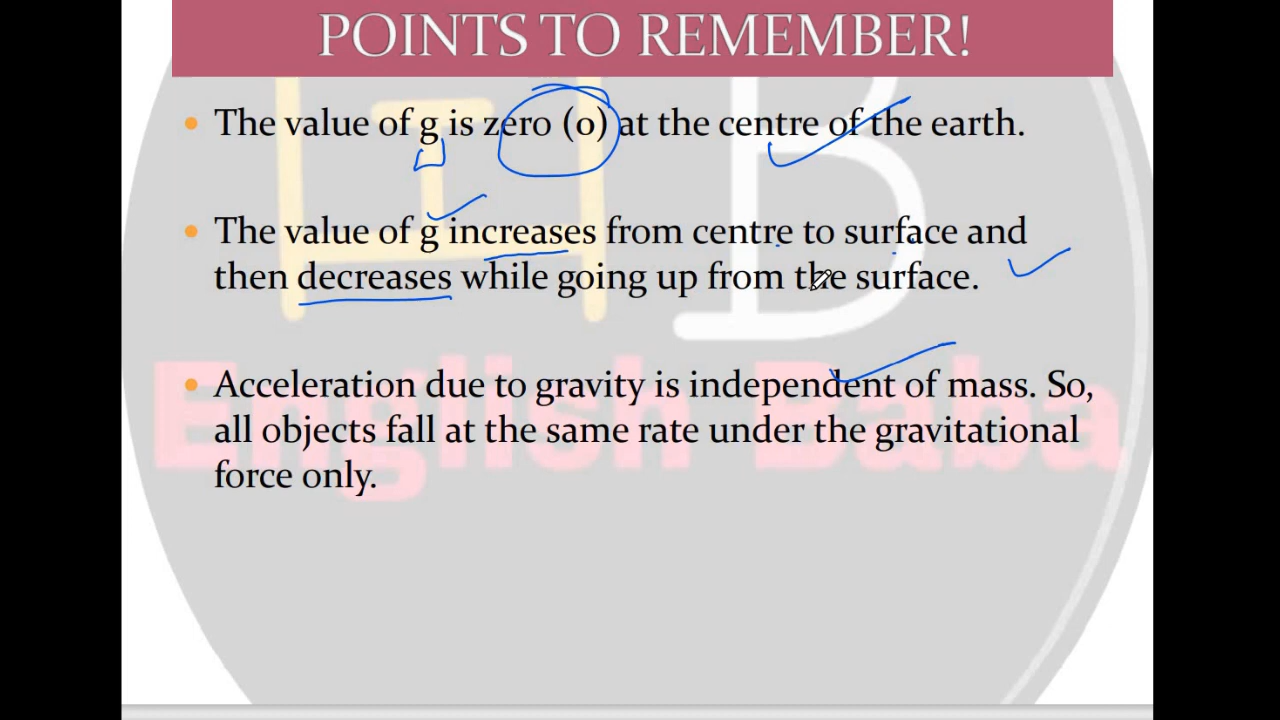 POINTS TO REMEMBER!
• The value of g is zero (0) at the centre of the earth.
• The value of g increases from centre to surface and
then decreases while going up from the surface.
• Acceleration due to gravity is independent of mass. So,
all objects fall at the same rate under the gravitational
force only.
EB
English Baba